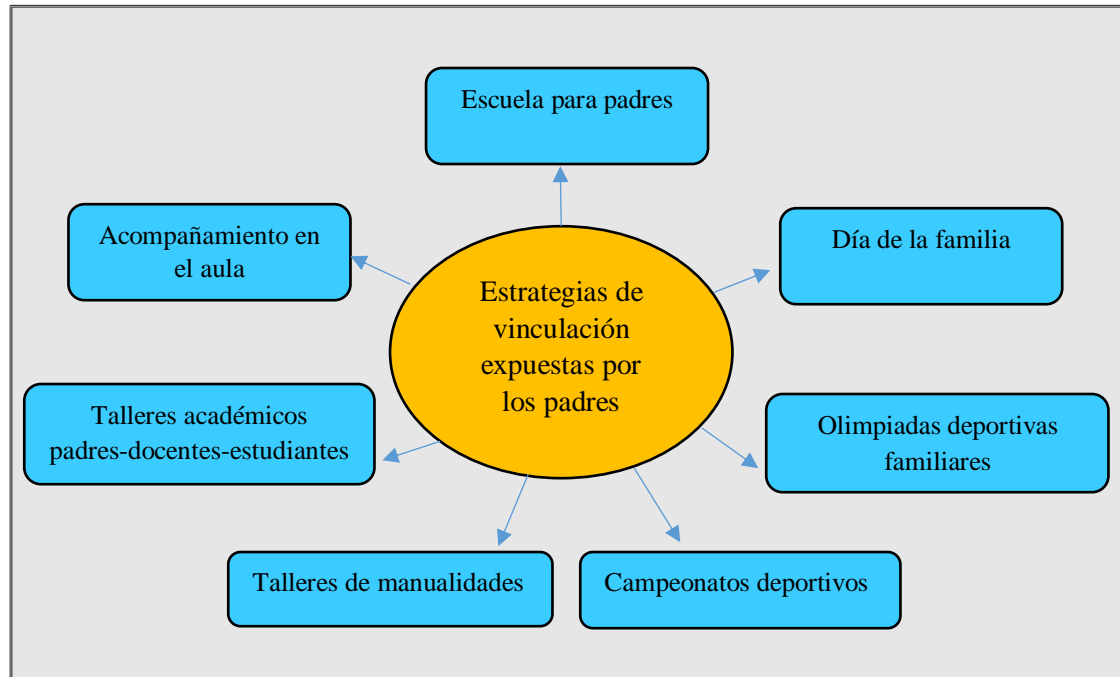 Escuela para padres
Acompañamiento en
el aula
Día de la familia
Estrategias de
vinculación
expuestas por
los padres
Talleres académicos
padres-docentes-estudiantes
Olimpiadas deportivas
familiares
Talleres de manualidades
Campeonatos deportivos